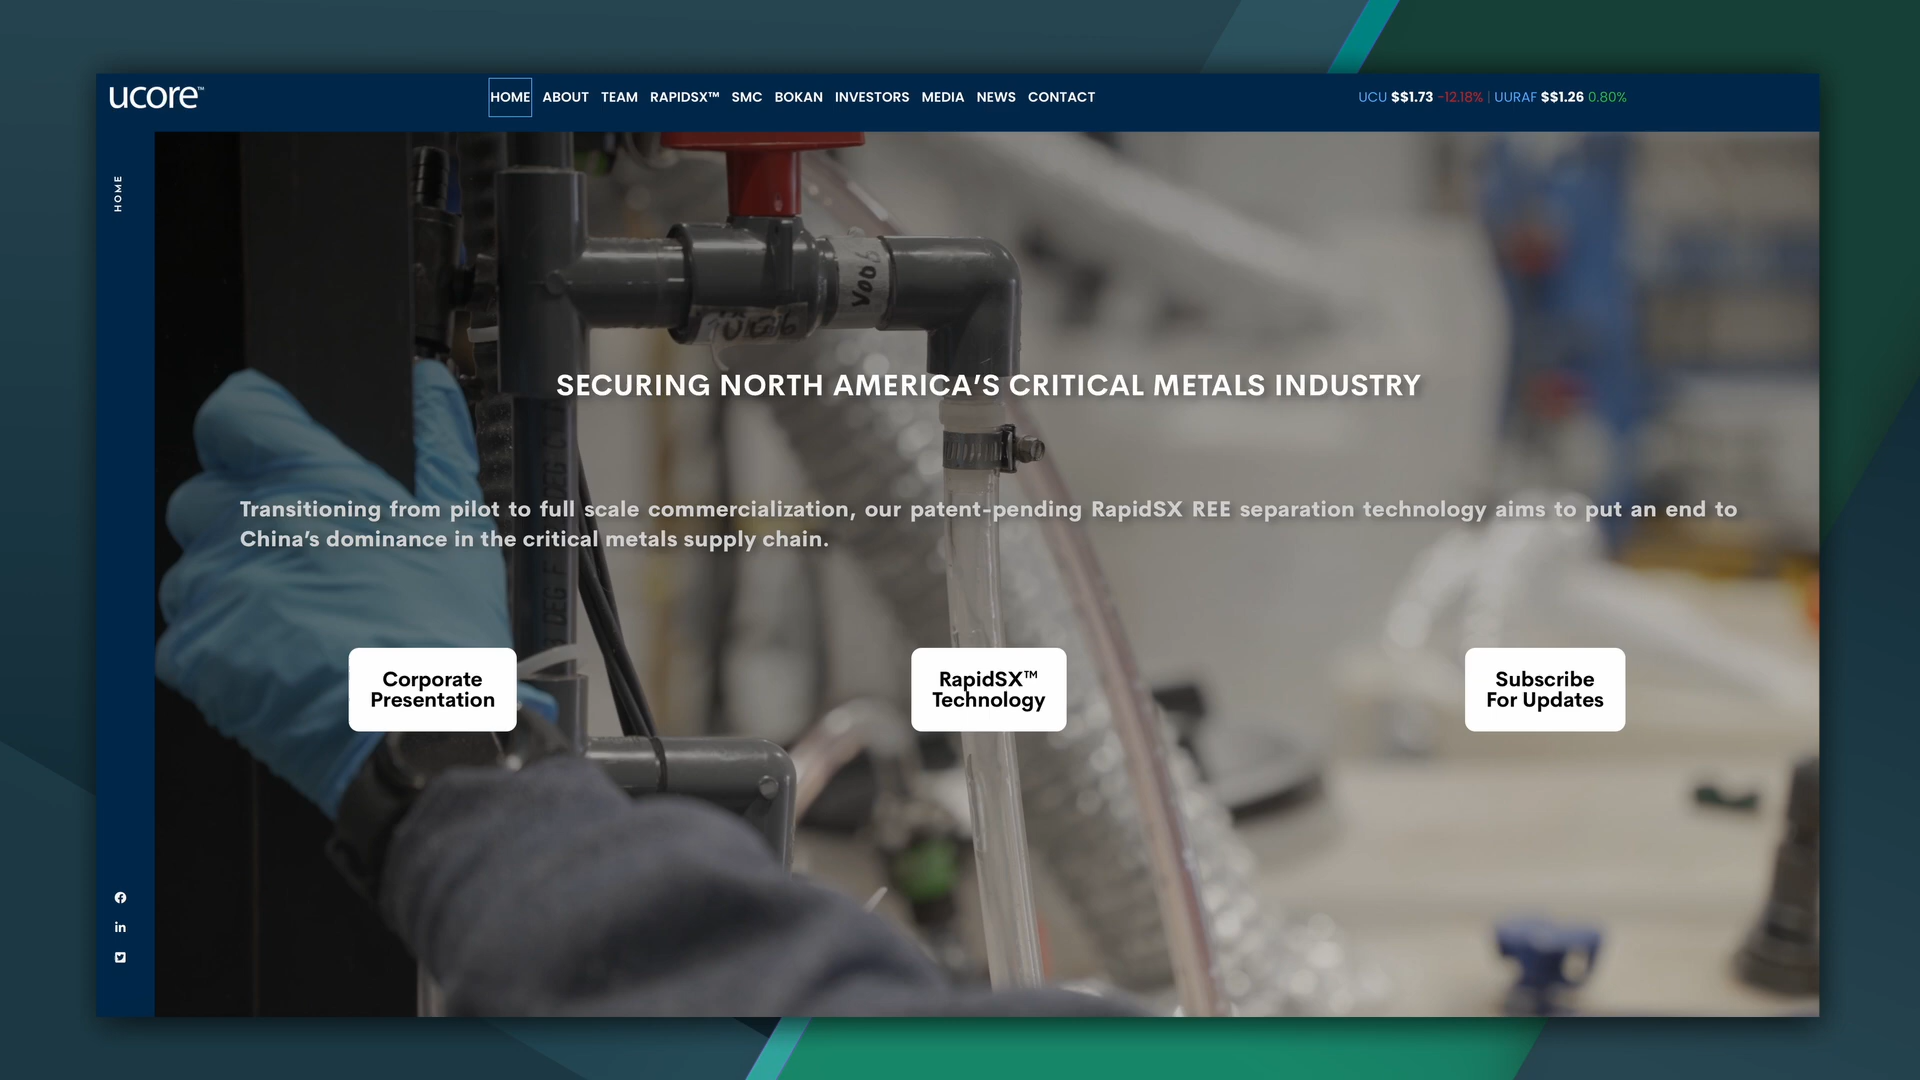 ucore™
HOME ABOUT TEAM RAPIDSX™ SMC BOKAN INVESTORS MEDIA NEWS CONTACT
UCU $$1.73 -12.18% | UURAF $$1.26 0.80%
HOME
V006
SECURING NORTH AMERICA’S CRITICAL METALS INDUSTRY
Transitioning from pilot to full scale commercialization, our patent-pending RapidSX REE separation technology aims to put an end to
China’s dominance in the critical metals supply chain.
Corporate
Presentation
RapidSX™
Technology
Subscribe
For Updates